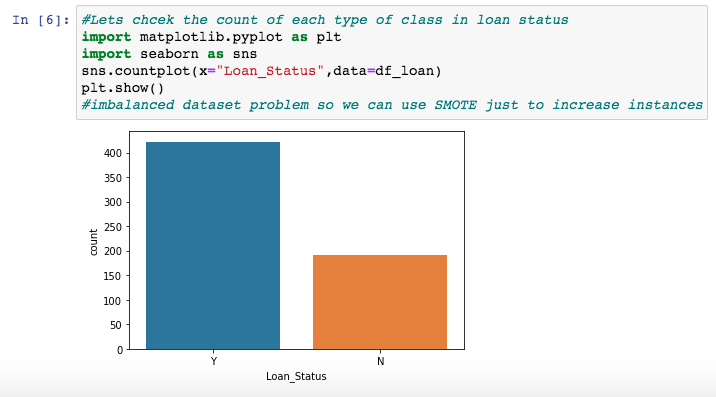 In [6]: #Lets chcek the count of each type of class in loan status
import matplotlib.pyplot as plt
import seaborn as sns
sns.countplot(x="Loan_Status",data=df_loan)
plt.show()
#imbalanced dataset problem so we can use SMOTE just to increase instances
400
350
300
250
200
150
100
50
0
count
Y N
Loan_Status